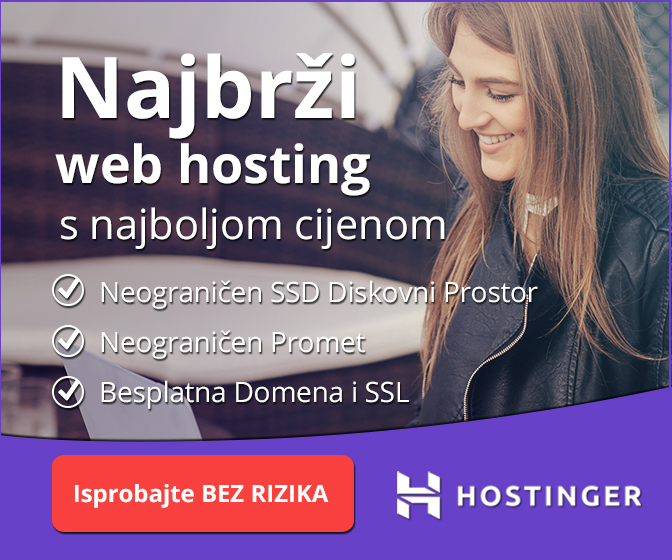 Najbrži
web hosting
s najboljom cijenom
Neograničen SSD Diskovni Prostor
Neograničen Promet
Besplatna Domena i SSL
Isprobajte BEZ RIZIKA
HOSTINGER